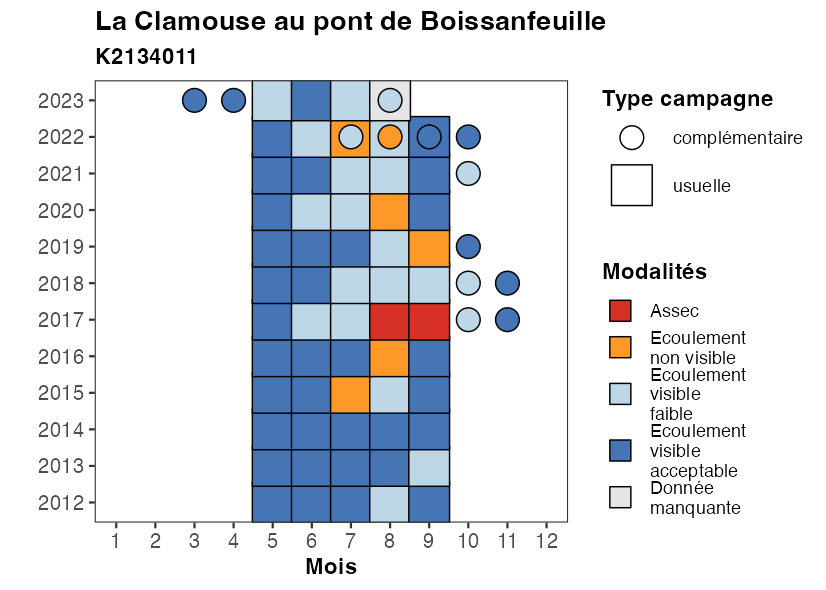 La Clamouse au pont de Boissanfeuille
K2134011
2023
2022
2021
2020
2019
2018
2017
2016
2015
2014
2013
2012
1 2 3 4 5 6 7 8 9 10 11 12
Mois
Type campagne
complémentaire
usuelle
Modalités
Assec
Ecoulement
non visible
Ecoulement
visible
faible
Ecoulement
visible
acceptable
Donnée
manquante